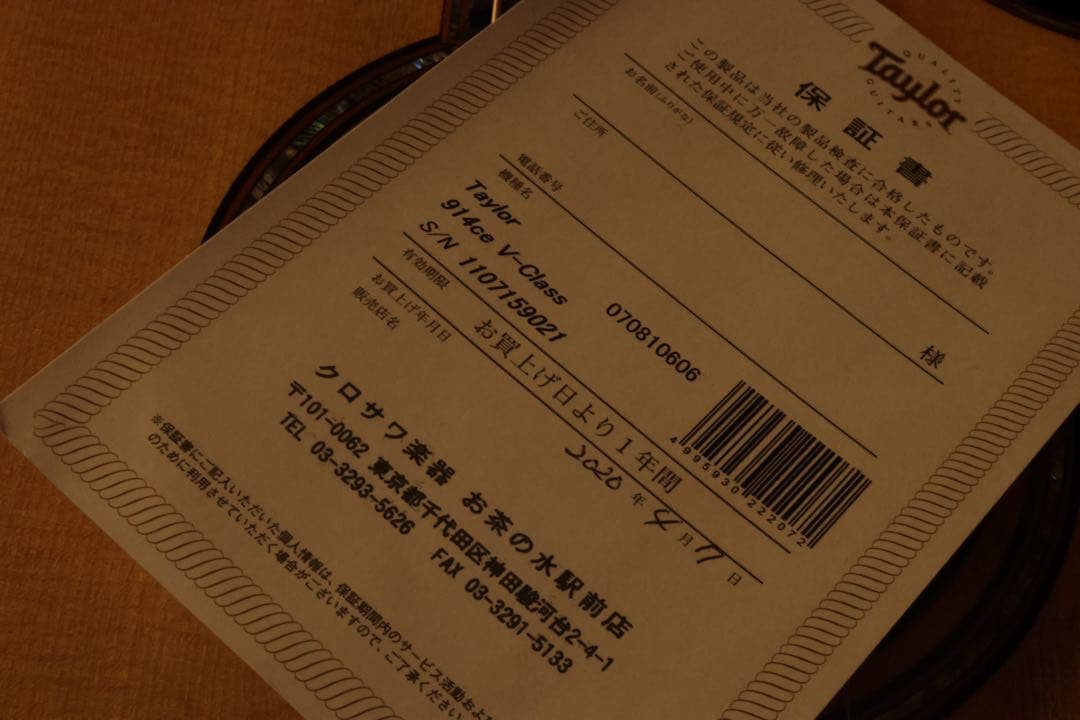 QUALITY
Taylor
GUITARS
保証書
この製品は当社の製品検査に合格したものです。
ご使用中に万一故障した場合は本保証書に記載
された保証規定に従い修理いたします。
お名前(ふりがな)
様
ご住所
電話番号
機種名
Taylor
914ce V-Class 070810606
S/N 1107159021
4995930222072
有効期限 お買上げ日より1年間
お買上げ年月日 2020年4月17日
販売店名
クロサワ楽器 お茶の水駅前店
〒101-0062 東京都千代田区神田駿河台2-4-1
TEL 03-3293-5626 FAX 03-3291-5133
※保証書にご記入いただいた個人情報は、保証期間内のサービス活動およ
のために利用させていただく場合がございますので、ご了承ください